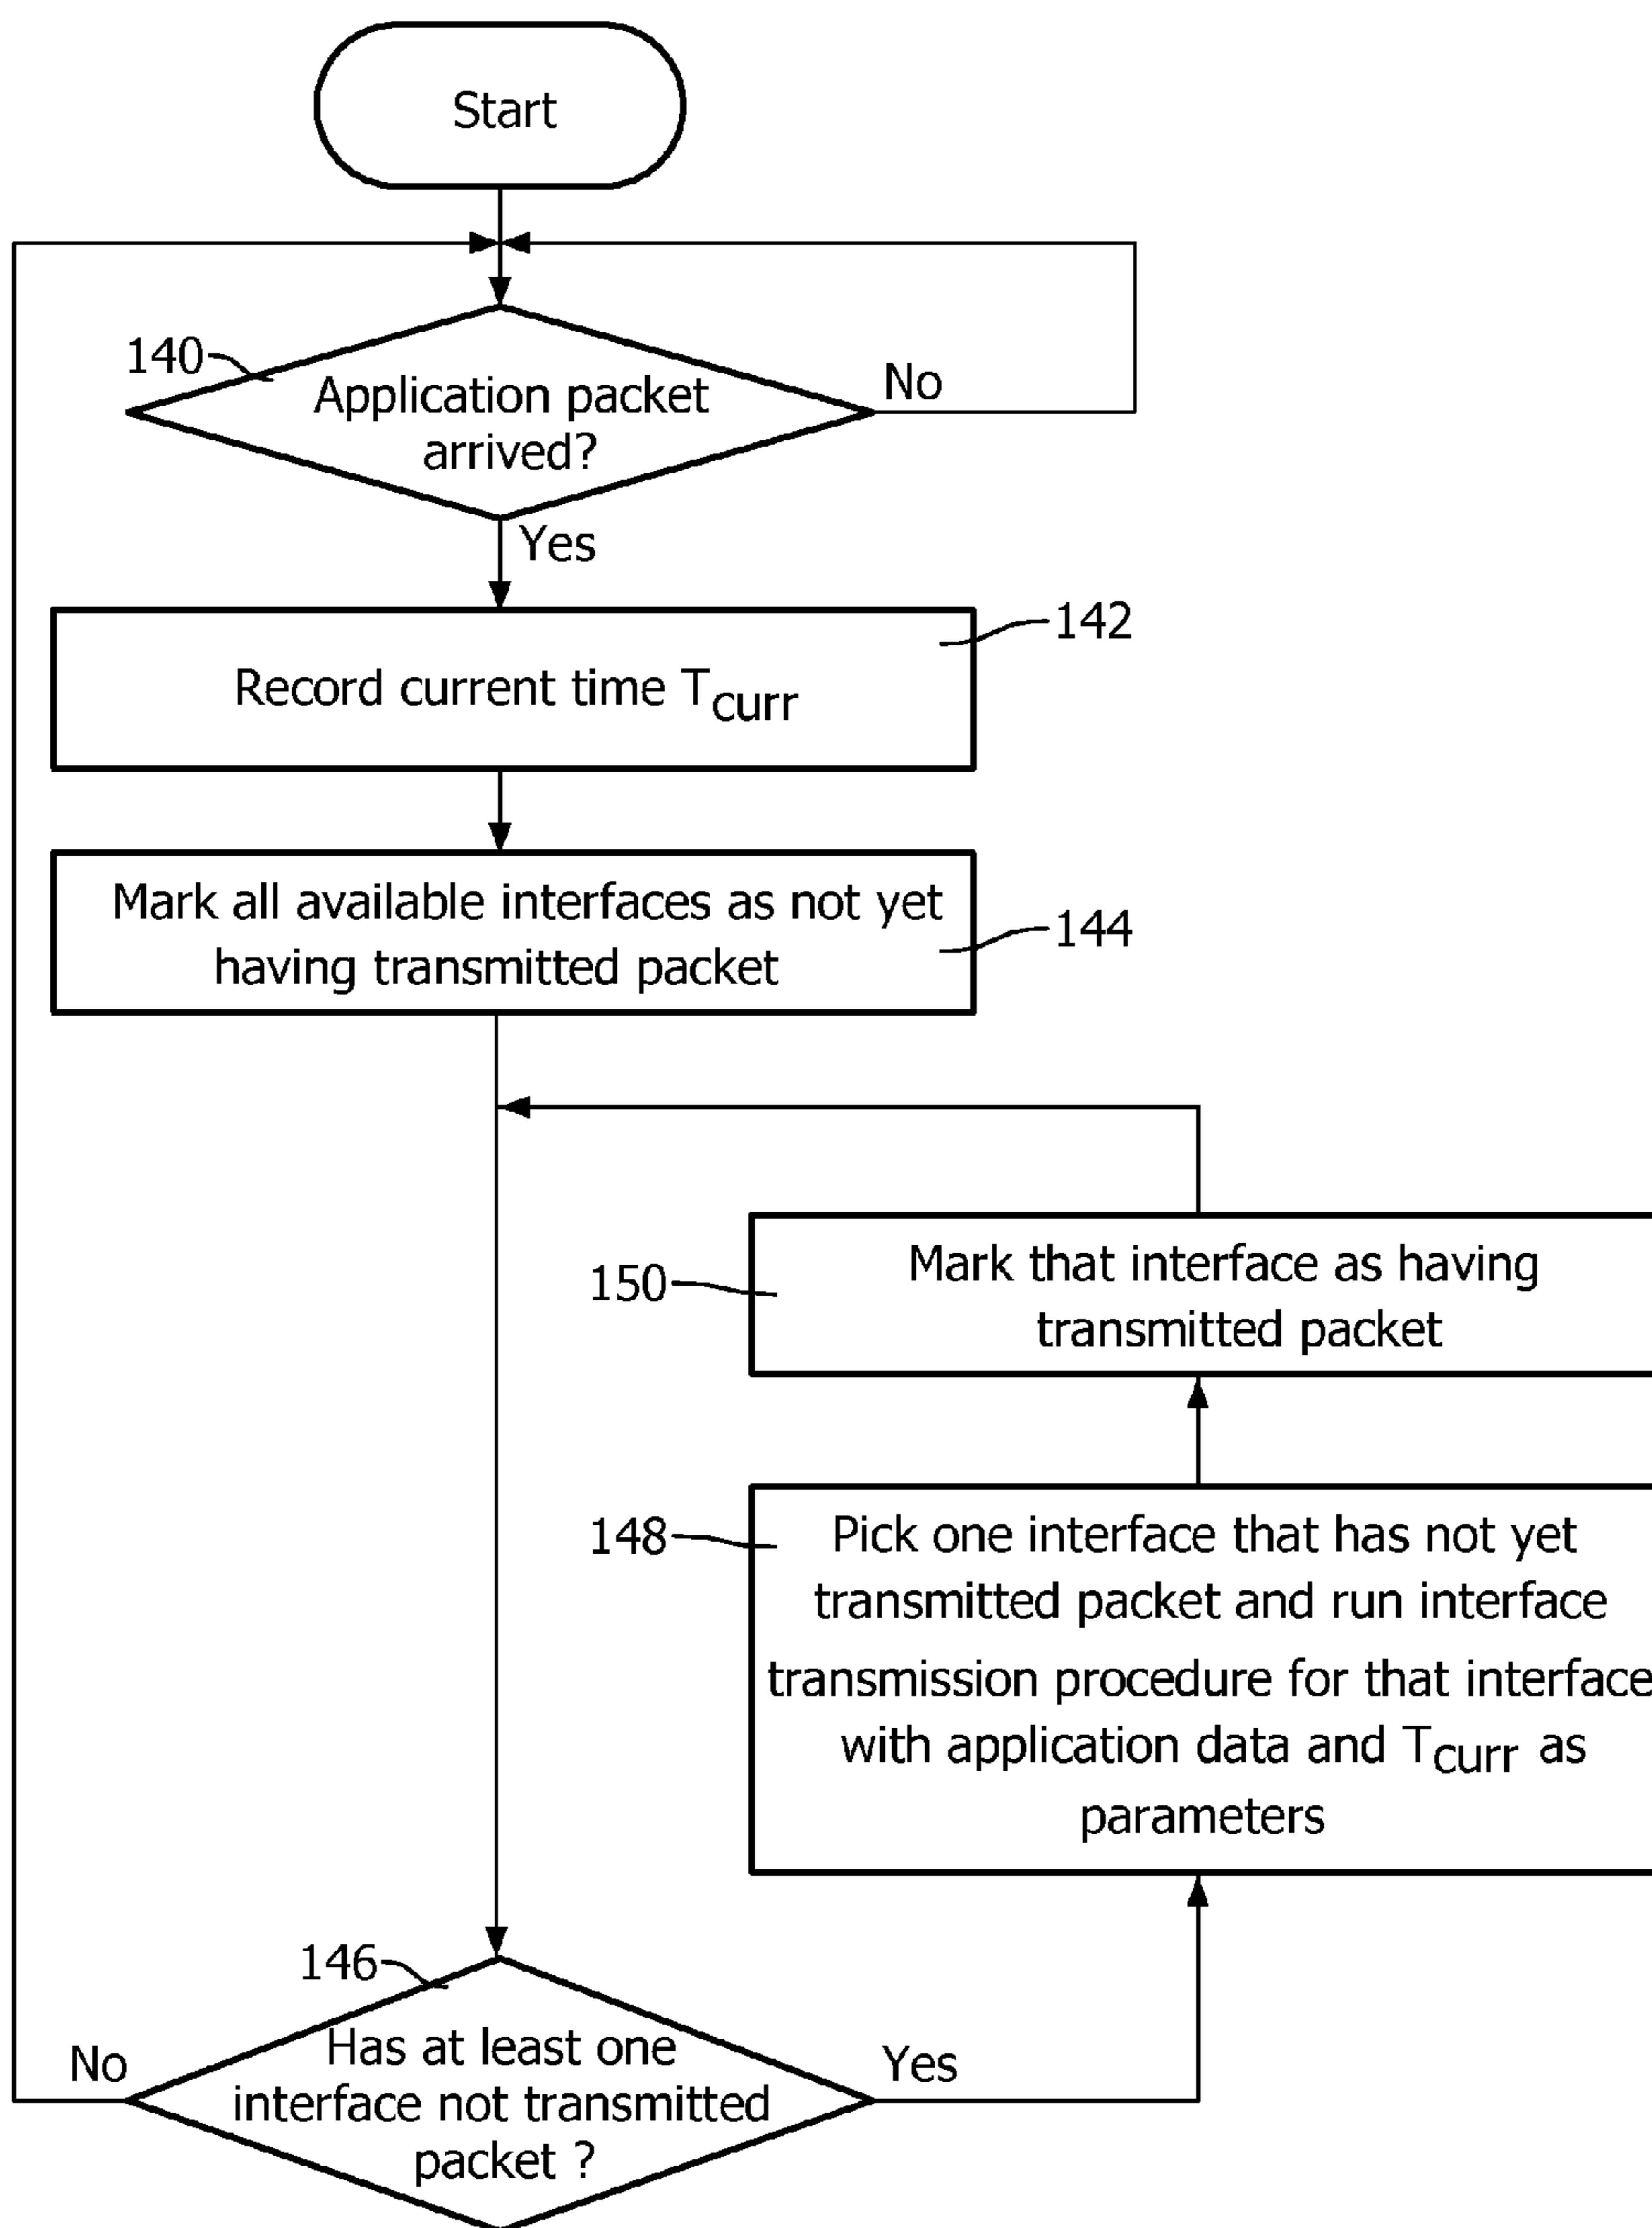 Start
140
Application packet
arrived?
No
Yes
142
Record current time Tcurr
Mark all available interfaces as not yet
having transmitted packet
144
150
Mark that interface as having
transmitted packet
148
Pick one interface that has not yet
transmitted packet and run interface
transmission procedure for that interface
with application data and Tcurr as
parameters
146
Has at least one
interface not transmitted
packet ?
No
Yes